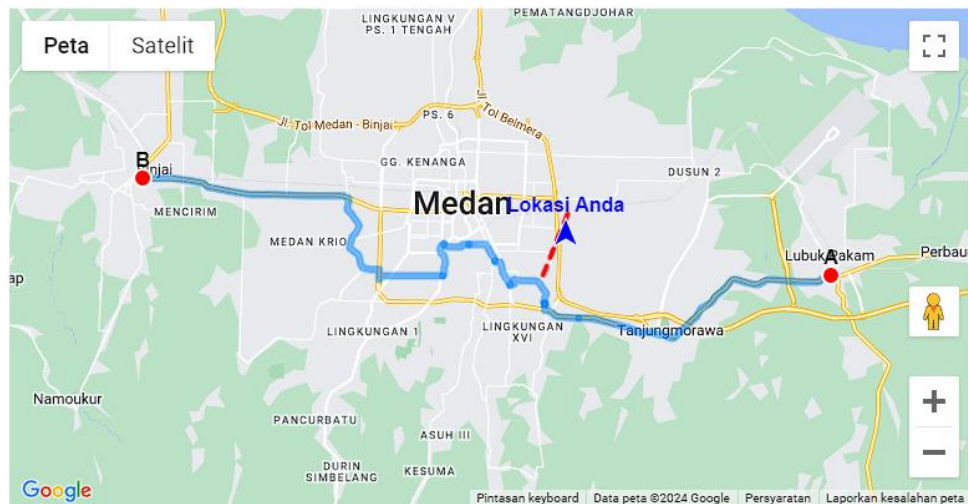 LINGKUNGAN V
PS. 1 TENGAH
PEMATANGDJOHAR
Peta
Satelit
Jl. Tol Belmera
Jl. Tol Medan - Binjai
PS. 6
B
Binjai
GG. KENANGA
DUSUN 2
MENCIRIM
Medan
Lokasi Anda
MEDAN KRIO
A
Lubuk Pakam
Perbau
ap
LINGKUNGAN 1
LINGKUNGAN
XVI
Tanjungmorawa
Namoukur
PANCURBATU
ASUH III
DURIN
SIMBELANG
KESUMA
+
−
Google
Pintasan keyboard
Data peta ©2024 Google
Persyaratan
Laporkan kesalahan peta